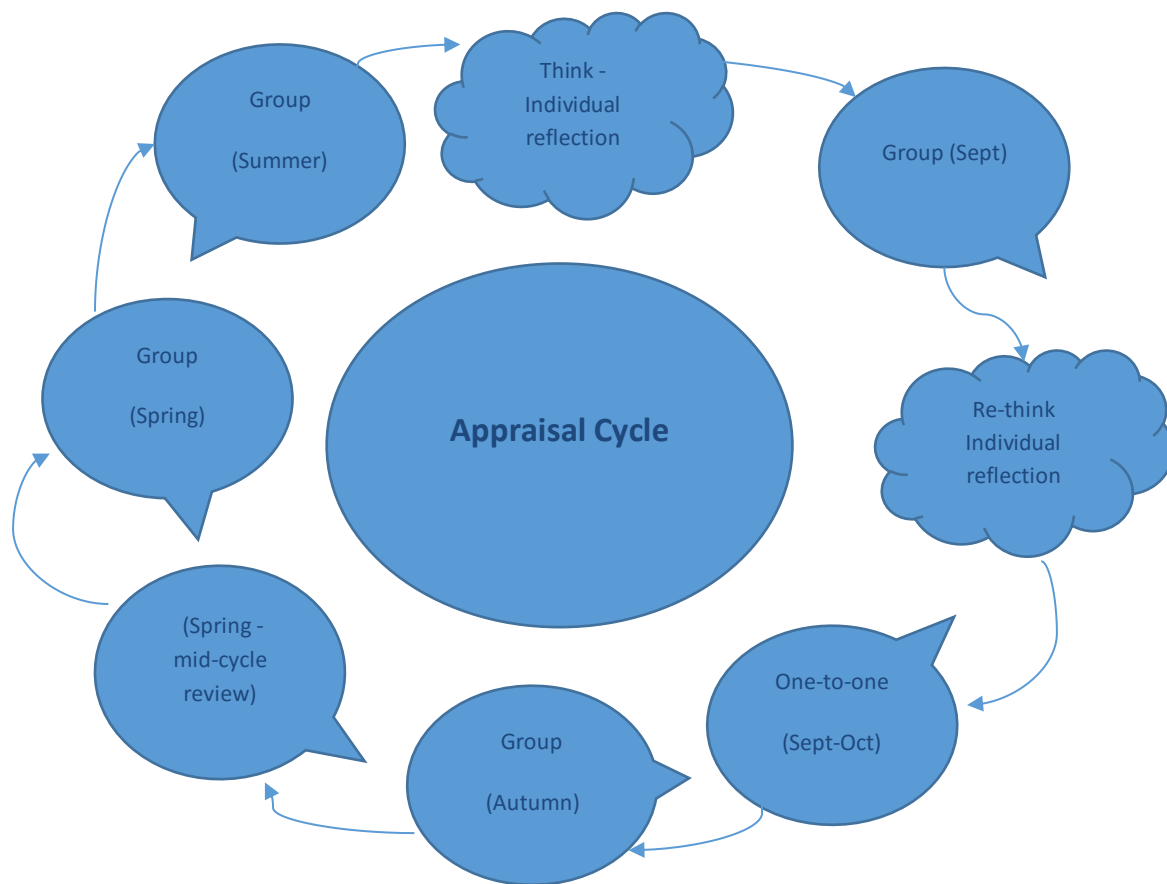 Group
(Summer)
Think -
Individual
reflection
Group (Sept)
Re-think
Individual
reflection
One-to-one
(Sept-Oct)
Group
(Autumn)
(Spring -
mid-cycle
review)
Group
(Spring)
Appraisal Cycle